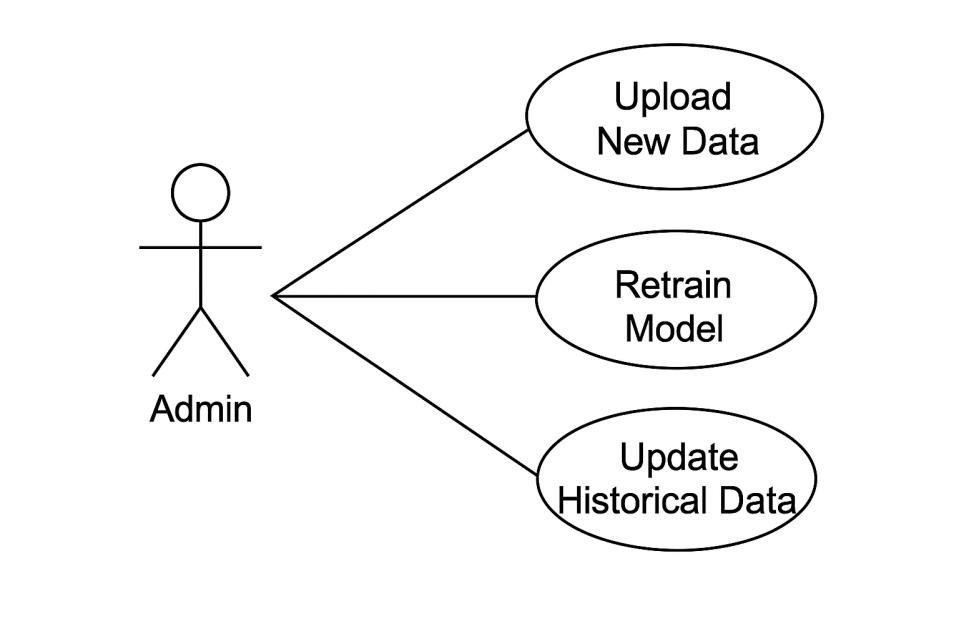 Upload
New Data
Retrain
Model
Admin
Update
Historical Data